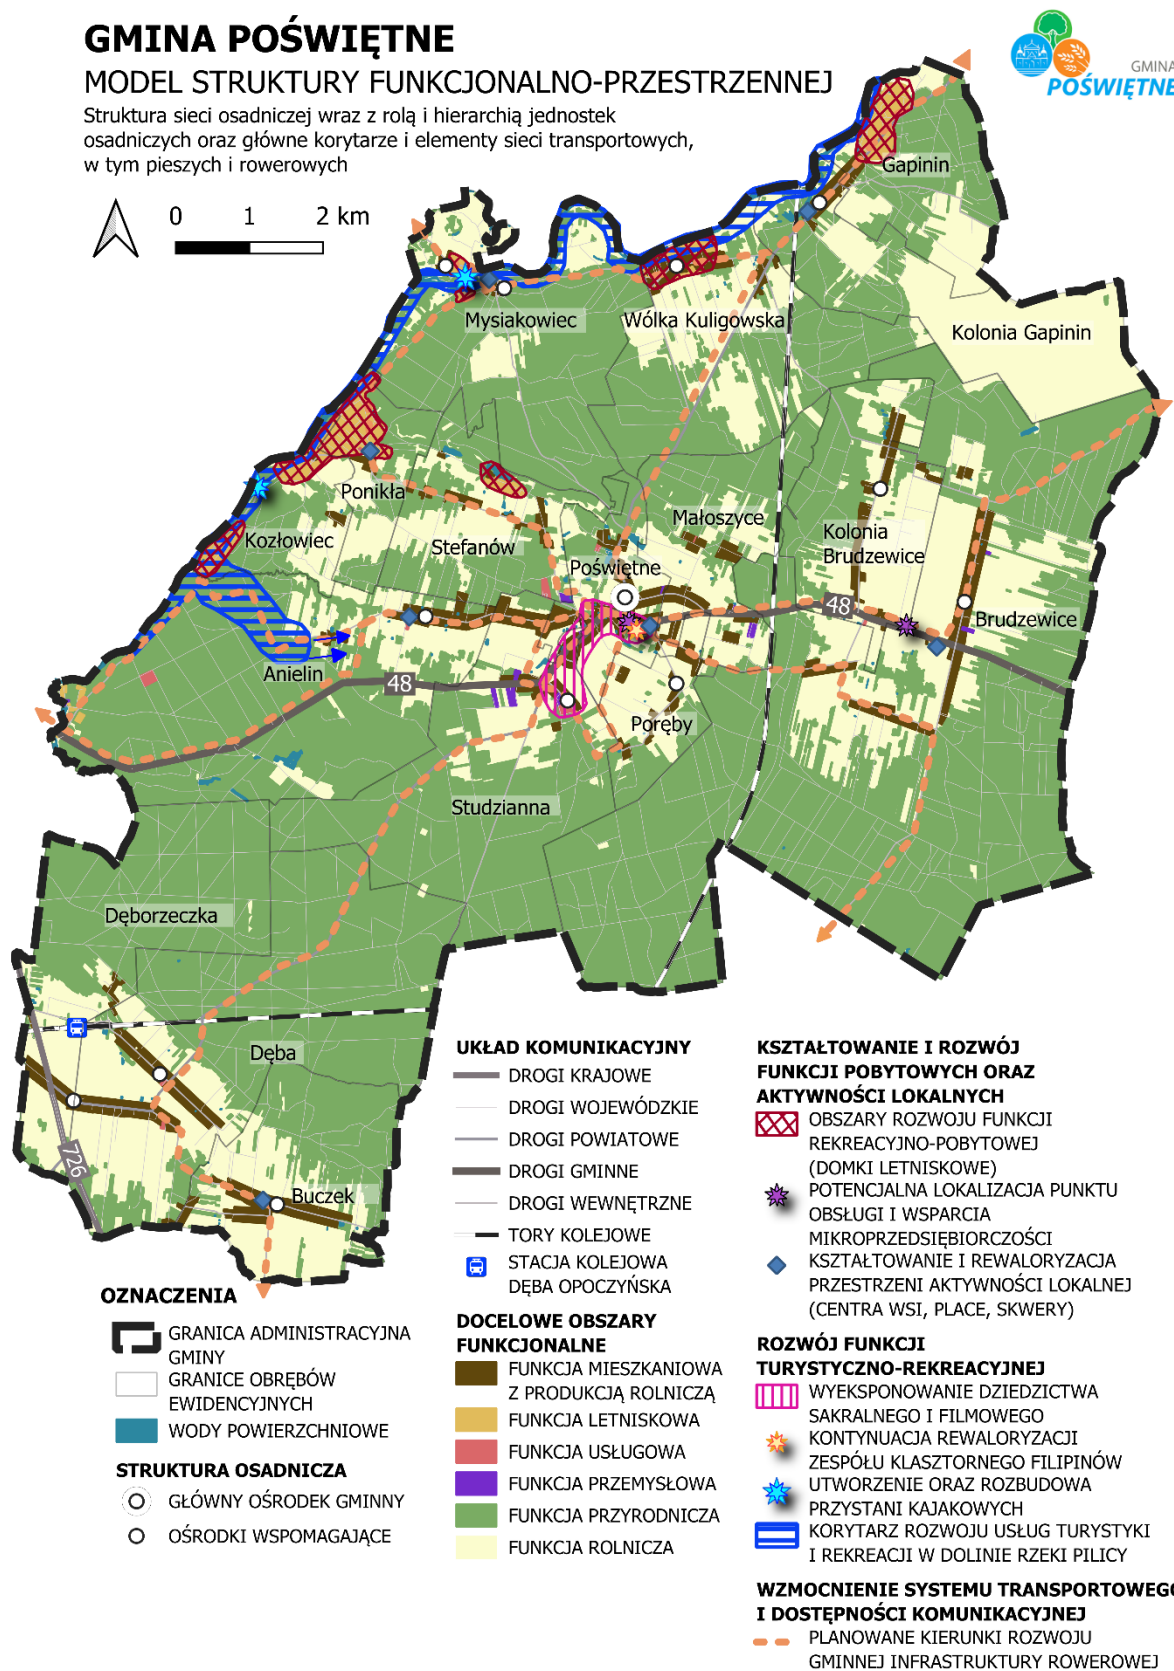 GMINA POŚWIĘTNE
MODEL STRUKTURY FUNKCJONALNO-PRZESTRZENNEJ
Struktura sieci osadniczej wraz z rolą i hierarchią jednostek
osadniczych oraz główne korytarze i elementy sieci transportowych,
w tym pieszych i rowerowych
GMINA
POŚWIĘTNE
0 1 2 km
Gapinin
Mysiakowiec
Wólka Kuligowska
Kolonia Gapinin
Ponikła
Kozłowiec
Stefanów
Małoszyce
Kolonia
Brudzewice
Poświętne
48
Brudzewice
Anielin
48
Poręby
Studzianna
Dęborzeczka
Dęba
726
Buczek
OZNACZENIA
GRANICA ADMINISTRACYJNA
GMINY
GRANICE OBRĘBÓW
EWIDENCYJNYCH
WODY POWIERZCHNIOWE
STRUKTURA OSADNICZA
GŁÓWNY OŚRODEK GMINNY
OŚRODKI WSPOMAGAJĄCE
UKŁAD KOMUNIKACYJNY
DROGI KRAJOWE
DROGI WOJEWÓDZKIE
DROGI POWIATOWE
DROGI GMINNE
DROGI WEWNĘTRZNE
TORY KOLEJOWE
STACJA KOLEJOWA
DĘBA OPOCZYŃSKA
DOCELOWE OBSZARY
FUNKCJONALNE
FUNKCJA MIESZKANIOWA
Z PRODUKCJĄ ROLNICZĄ
FUNKCJA LETNISKOWA
FUNKCJA USŁUGOWA
FUNKCJA PRZEMYSŁOWA
FUNKCJA PRZYRODNICZA
FUNKCJA ROLNICZA
KSZTAŁTOWANIE I ROZWÓJ
FUNKCJI POBYTOWYCH ORAZ
AKTYWNOŚCI LOKALNYCH
OBSZARY ROZWOJU FUNKCJI
REKREACYJNO-POBYTOWEJ
(DOMKI LETNISKOWE)
POTENCJALNA LOKALIZACJA PUNKTU
OBSŁUGI I WSPARCIA
MIKROPRZEDSIĘBIORCZOŚCI
KSZTAŁTOWANIE I REWALORYZACJA
PRZESTRZENI AKTYWNOŚCI LOKALNEJ
(CENTRA WSI, PLACE, SKWERY)
ROZWÓJ FUNKCJI
TURYSTYCZNO-REKREACYJNEJ
WYEKSPONOWANIE DZIEDZICTWA
SAKRALNEGO I FILMOWEGO
KONTYNUACJA REWALORYZACJI
ZESPÓŁU KLASZTORNEGO FILIPINÓW
UTWORZENIE ORAZ ROZBUDOWA
PRZYSTANI KAJAKOWYCH
KORYTARZ ROZWOJU USŁUG TURYSTYKI
I REKREACJI W DOLINIE RZEKI PILICY
WZMOCNIENIE SYSTEMU TRANSPORTOWEGO
I DOSTĘPNOŚCI KOMUNIKACYJNEJ
PLANOWANE KIERUNKI ROZWOJU
GMINNEJ INFRASTRUKTURY ROWEROWEJ